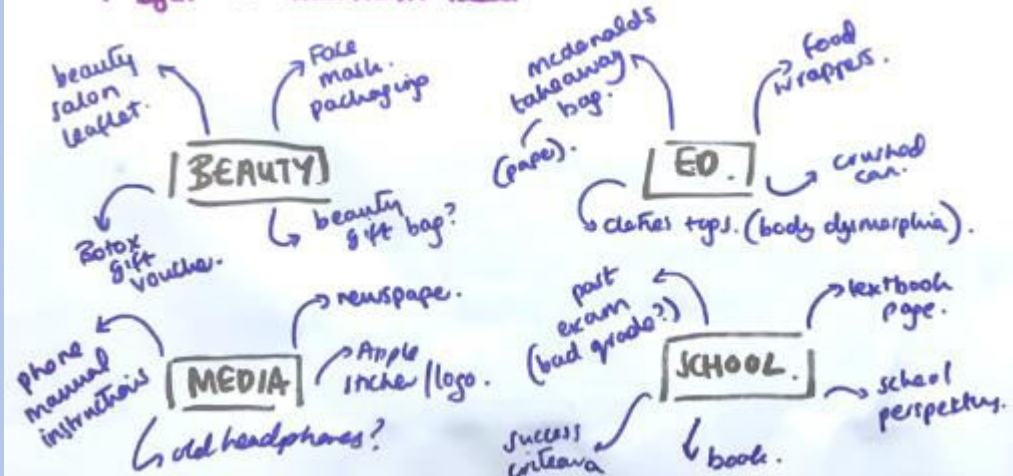 beauty
salon
leaflet.
Face
mask.
packaging
BEAUTY
Botox
gift
voucher.
beauty
gift bag?
mcdonalds
takeaway
bag.
(paper).
food
wrappers.
ED.
crushed
can.
clothes tags. (body dysmorphia).
phone
manual
instructions
newspaper.
MEDIA
Apple
sticker/logo.
old headphones?
past
exam
(bad grade?)
textbook
page.
SCHOOL.
school
perspectus.
success
criteara
book.